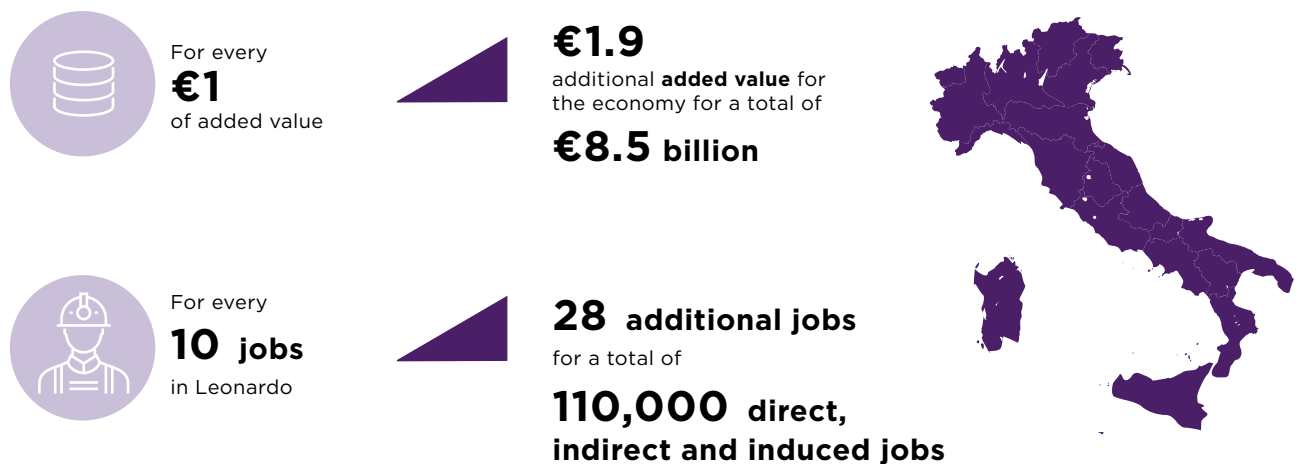 For every
€1
of added value
€1.9
additional added value for
the economy for a total of
€8.5 billion
For every
10 jobs
in Leonardo
28 additional jobs
for a total of
110,000 direct,
indirect and induced jobs